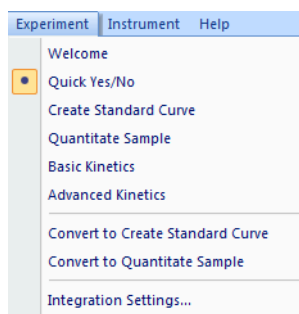 Experiment Instrument Help
Welcome
Quick Yes/No
Create Standard Curve
Quantitate Sample
Basic Kinetics
Advanced Kinetics
Convert to Create Standard Curve
Convert to Quantitate Sample
Integration Settings...